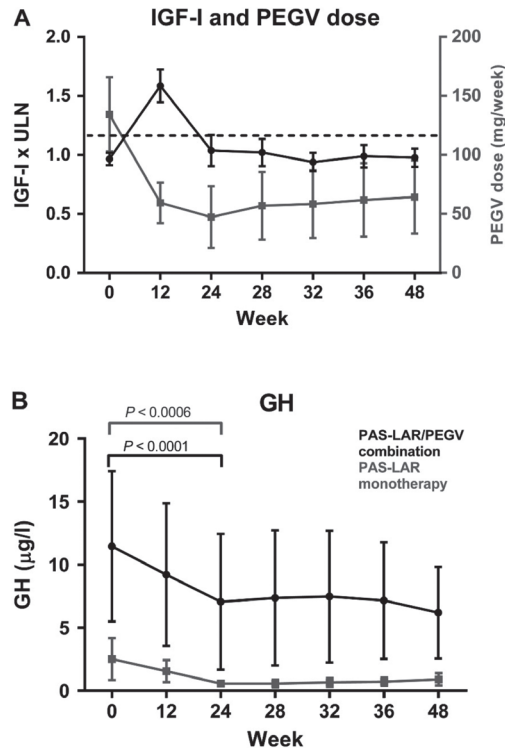 A
IGF-I and PEGV dose
2.0
1.5
1.0
0.5
0.0
IGF-I x ULN
200
150
100
50
0
PEGV dose (mg/week)
0 12 24 28 32 36 48
Week
B
GH
P < 0.0006
P < 0.0001
PAS-LAR/PEGV
combination
PAS-LAR
monotherapy
20
15
10
5
0
GH (μg/l)
0 12 24 28 32 36 48
Week